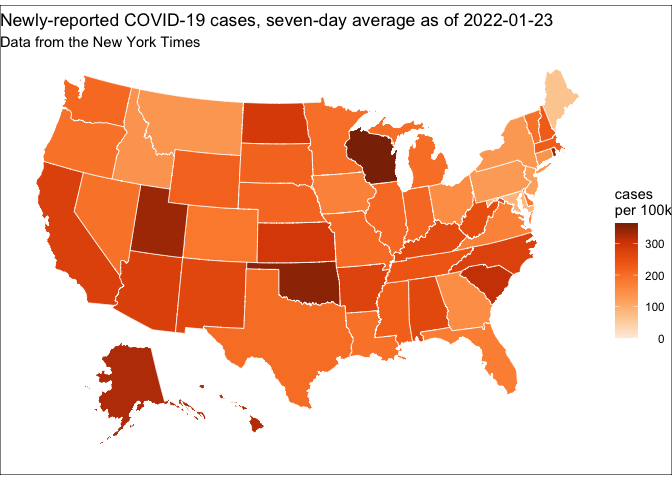 Newly-reported COVID-19 cases, seven-day average as of 2022-01-23
Data from the New York Times
cases
per 100k
300
200
100
0